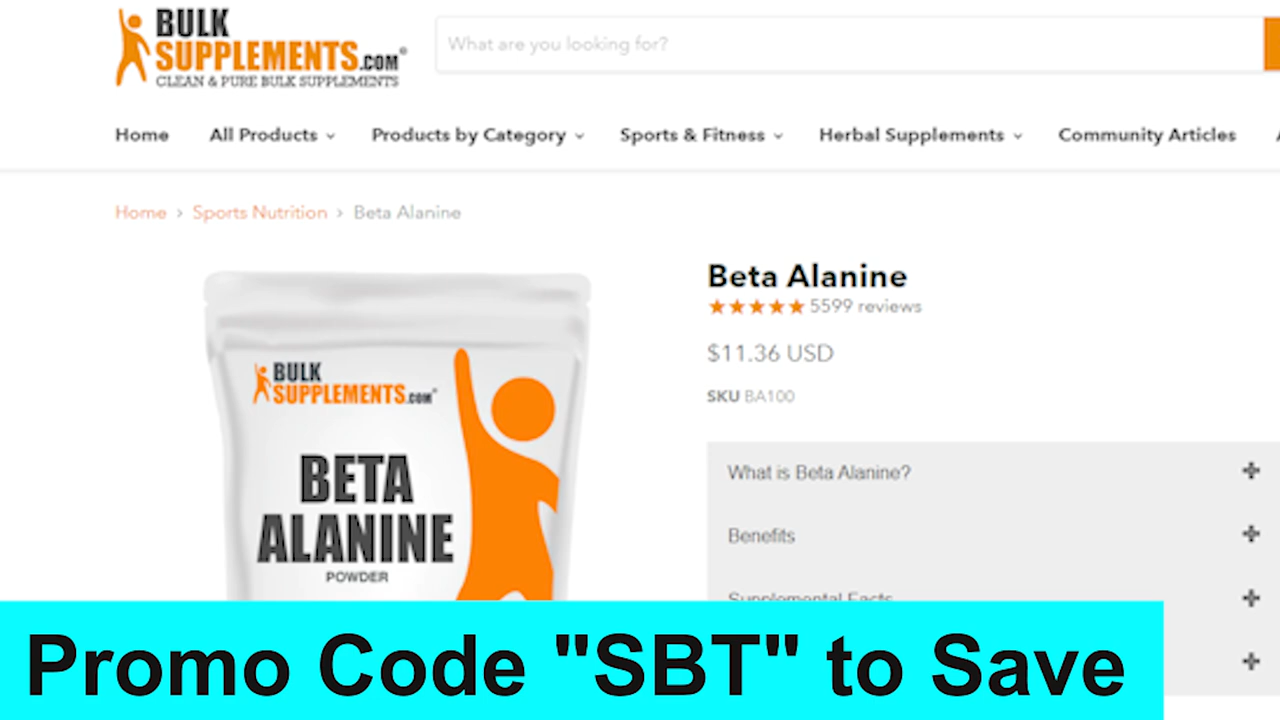 BULK
SUPPLEMENTS.COM®
CLEAN & PURE BULK SUPPLEMENTS
What are you looking for?
Home All Products Products by Category Sports & Fitness Herbal Supplements Community Articles
Home > Sports Nutrition > Beta Alanine
Beta Alanine
5599 reviews
$11.36 USD
SKU BA100
BULK
SUPPLEMENTS.COM®
BETA
ALANINE
POWDER
What is Beta Alanine?
Benefits
Supplemental Facts
Promo Code "SBT" to Save